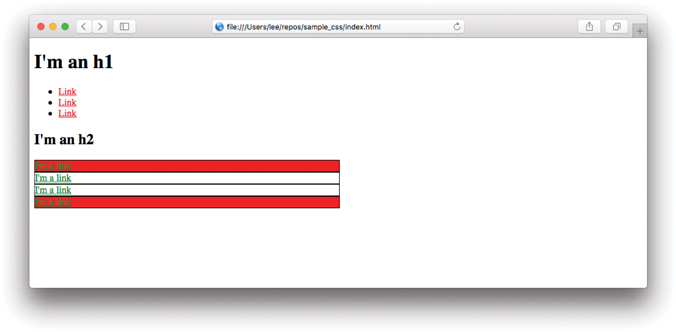 file:///Users/lee/repos/sample_css/index.html
I'm an h1
Link
Link
Link
I'm an h2
I'm a link
I'm a link
I'm a link
I'm a link